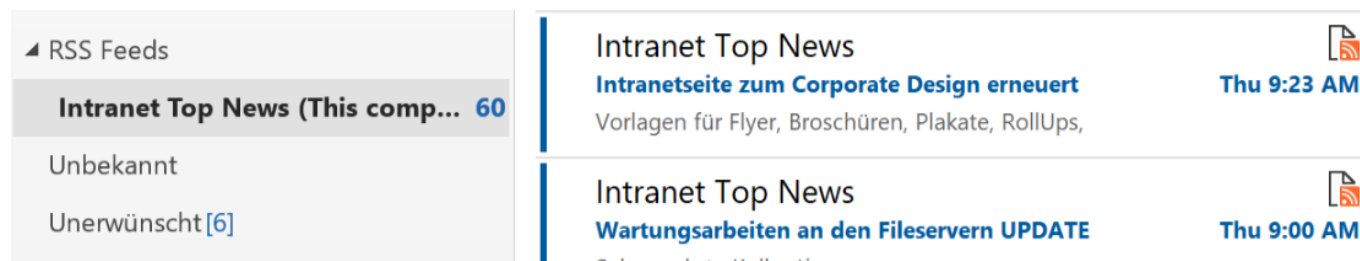 RSS Feeds
Intranet Top News (This comp... 60
Unbekannt
Unerwünscht [6]
Intranet Top News
Intranetseite zum Corporate Design erneuert Thu 9:23 AM
Vorlagen für Flyer, Broschüren, Plakate, RollUps,
Intranet Top News
Wartungsarbeiten an den Fileservern UPDATE Thu 9:00 AM